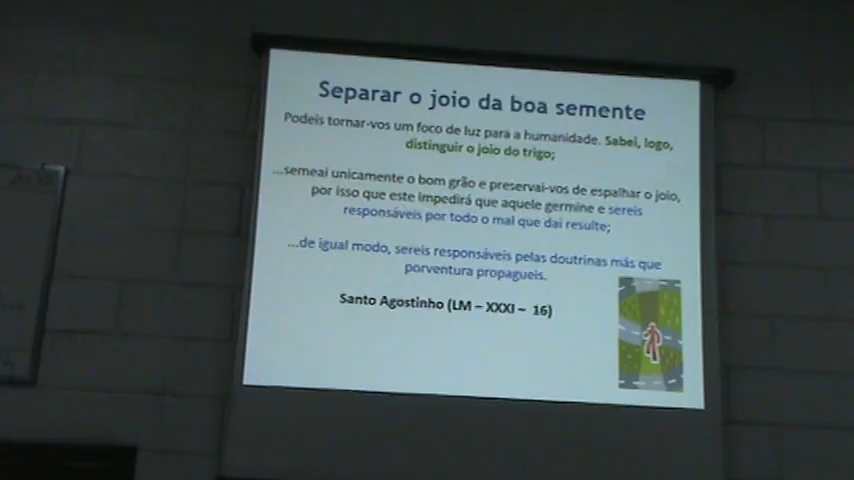 Separar o joio da boa semente
Podeis tornar-vos um foco de luz para a humanidade. Sabei, logo,
distinguir o joio do trigo;
...semeai unicamente o bom grão e preservai-vos de espalhar o joio,
por isso que este impedirá que aquele germine e sereis
responsáveis por todo o mal que daí resulte;
...de igual modo, sereis responsáveis pelas doutrinas más que
porventura propagueis.
Santo Agostinho (LM – XXXI – 16)